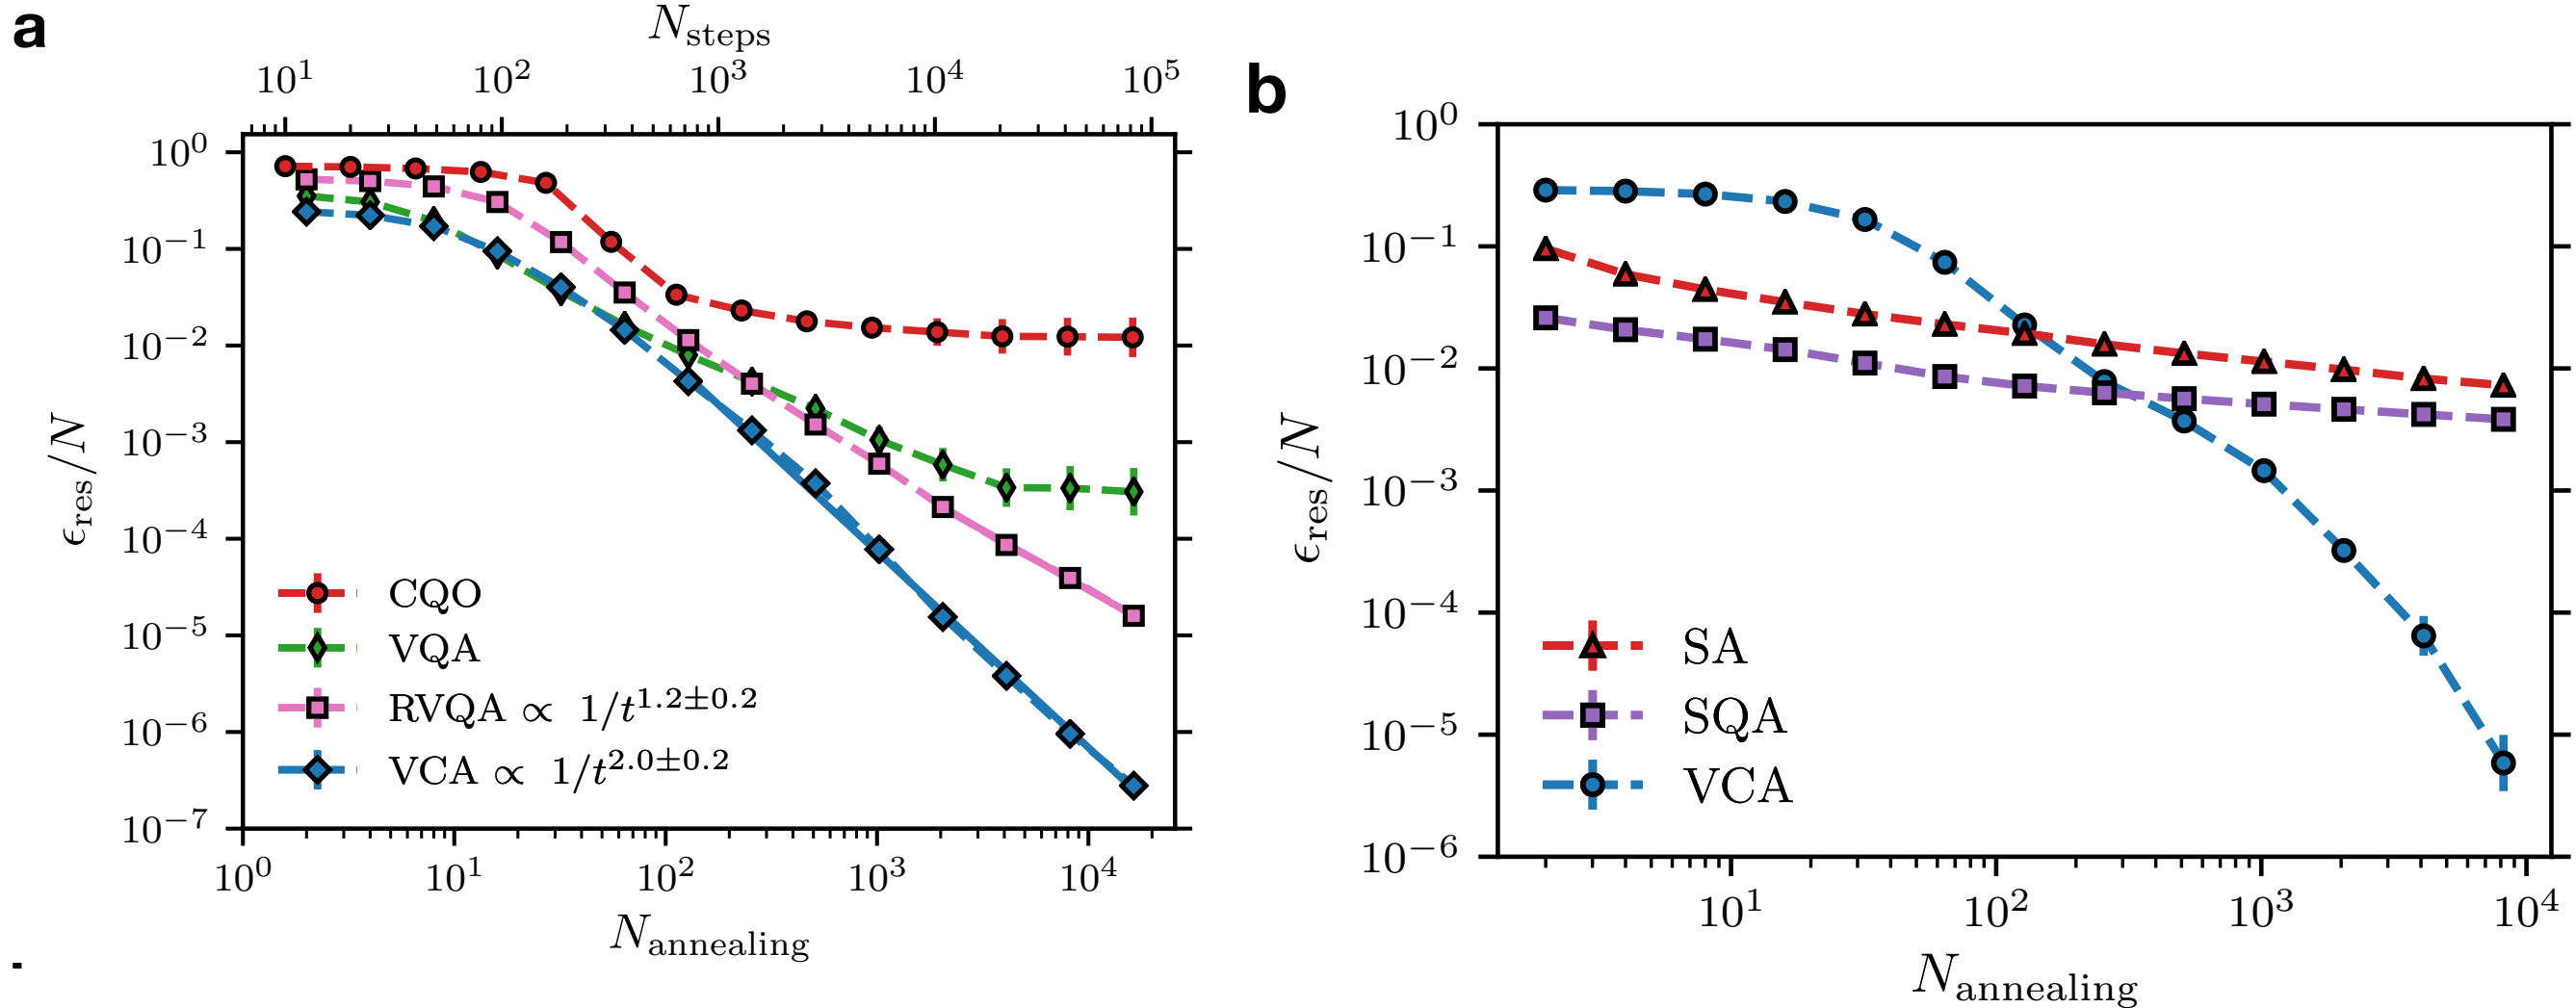 a
N_steps
10^1 10^2 10^3 10^4 10^5
10^0
10^-1
10^-2
10^-3
10^-4
10^-5
10^-6
10^-7
ϵ_res/N
CQO
VQA
RVQA ∝ 1/t^1.2±0.2
VCA ∝ 1/t^2.0±0.2
10^0 10^1 10^2 10^3 10^4
N_annealing
b
10^0
10^-1
10^-2
10^-3
10^-4
10^-5
10^-6
ϵ_res/N
SA
SQA
VCA
10^1 10^2 10^3 10^4
N_annealing